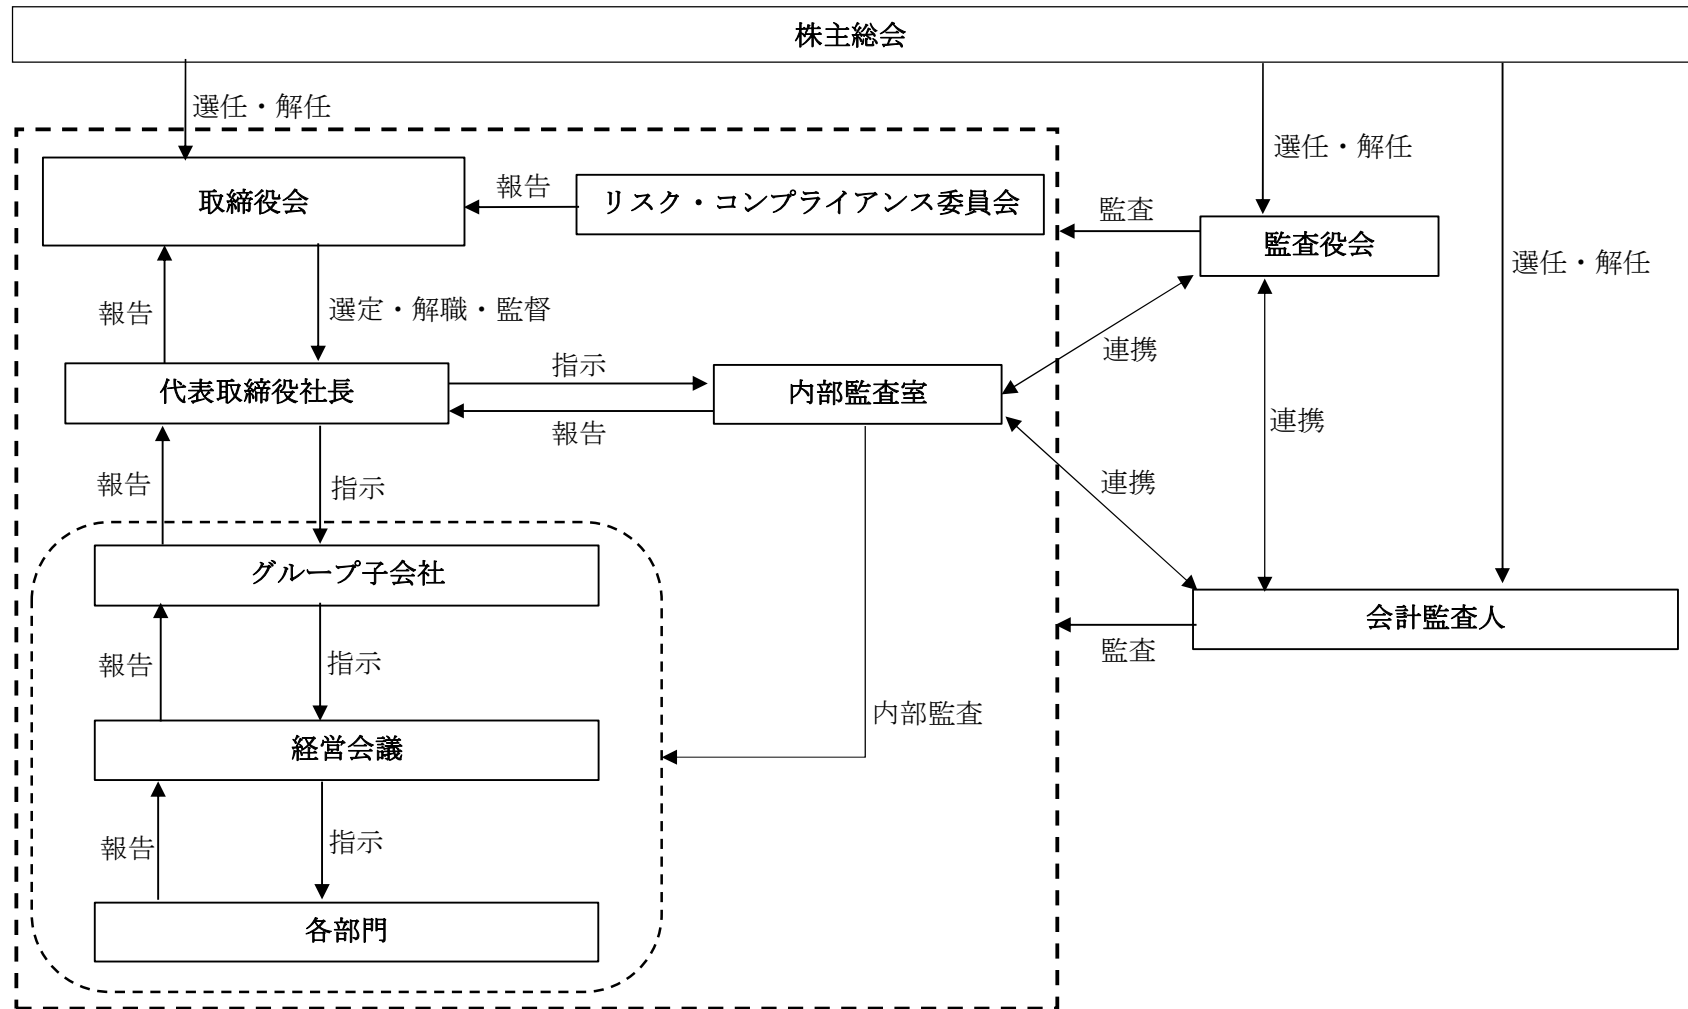 株主総会
選任・解任
選任・解任
選任・解任
取締役会
報告
リスク・コンプライアンス委員会
監査
監査役会
報告
選定・解職・監督
連携
代表取締役社長
指示
報告
内部監査室
連携
連携
報告
指示
グループ子会社
監査
会計監査人
報告
指示
内部監査
経営会議
報告
指示
各部門